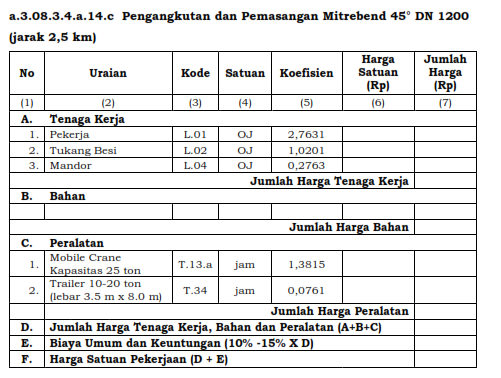 a.3.08.3.4.a.14.c Pengangkutan dan Pemasangan Mitrebend 45° DN 1200
(jarak 2,5 km)
No Uraian Kode Satuan Koefisien Harga Satuan (Rp) Jumlah Harga (Rp)
(1) (2) (3) (4) (5) (6) (7)
A. Tenaga Kerja
1. Pekerja L.01 OJ 2,7631
2. Tukang Besi L.02 OJ 1,0201
3. Mandor L.04 OJ 0,2763
Jumlah Harga Tenaga Kerja
B. Bahan
Jumlah Harga Bahan
C. Peralatan
1. Mobile Crane Kapasitas 25 ton T.13.a jam 1,3815
2. Trailer 10-20 ton (lebar 3.5 m x 8.0 m) T.34 jam 0,0761
Jumlah Harga Peralatan
D. Jumlah Harga Tenaga Kerja, Bahan dan Peralatan (A+B+C)
E. Biaya Umum dan Keuntungan (10% -15% X D)
F. Harga Satuan Pekerjaan (D + E)